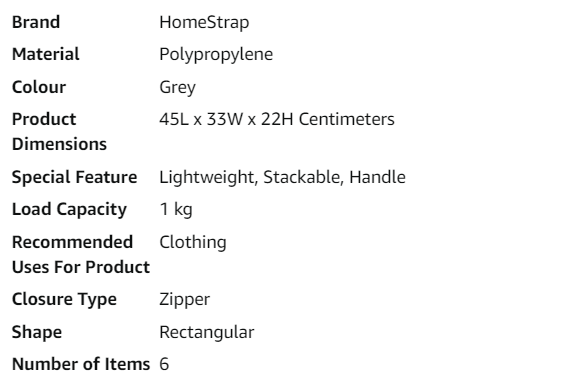 Brand HomeStrap
Material Polypropylene
Colour Grey
Product 45L x 33W x 22H Centimeters
Dimensions
Special Feature Lightweight, Stackable, Handle
Load Capacity 1 kg
Recommended Clothing
Uses For Product
Closure Type Zipper
Shape Rectangular
Number of Items 6